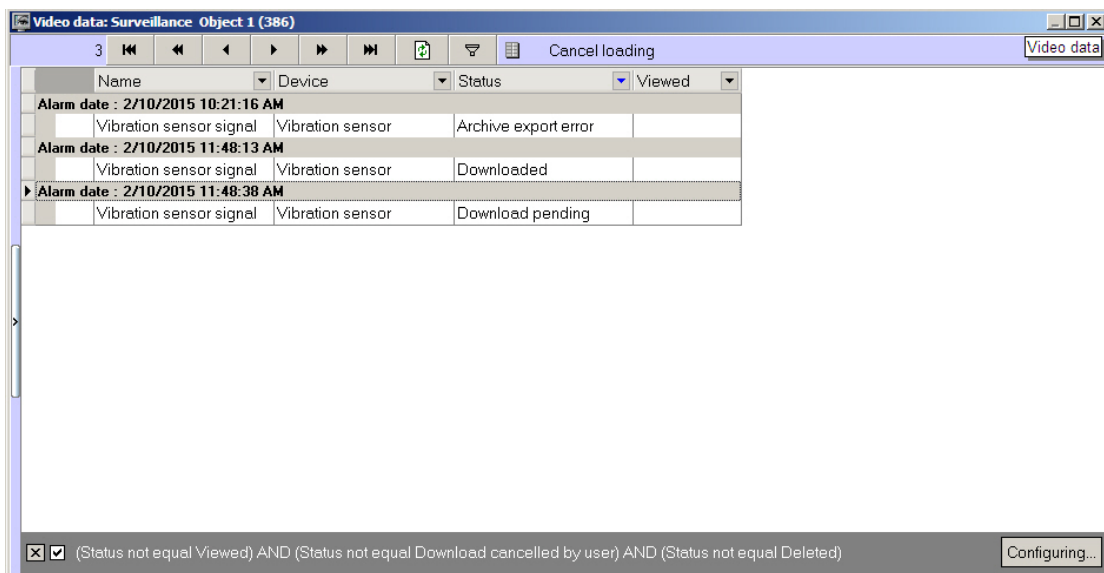 Video data: Surveillance Object 1 (386)
3 Cancel loading Video data
Name Device Status Viewed
Alarm date : 2/10/2015 10:21:16 AM
Vibration sensor signal Vibration sensor Archive export error
Alarm date : 2/10/2015 11:48:13 AM
Vibration sensor signal Vibration sensor Downloaded
Alarm date : 2/10/2015 11:48:38 AM
Vibration sensor signal Vibration sensor Download pending
(Status not equal Viewed) AND (Status not equal Download cancelled by user) AND (Status not equal Deleted) Configuring...